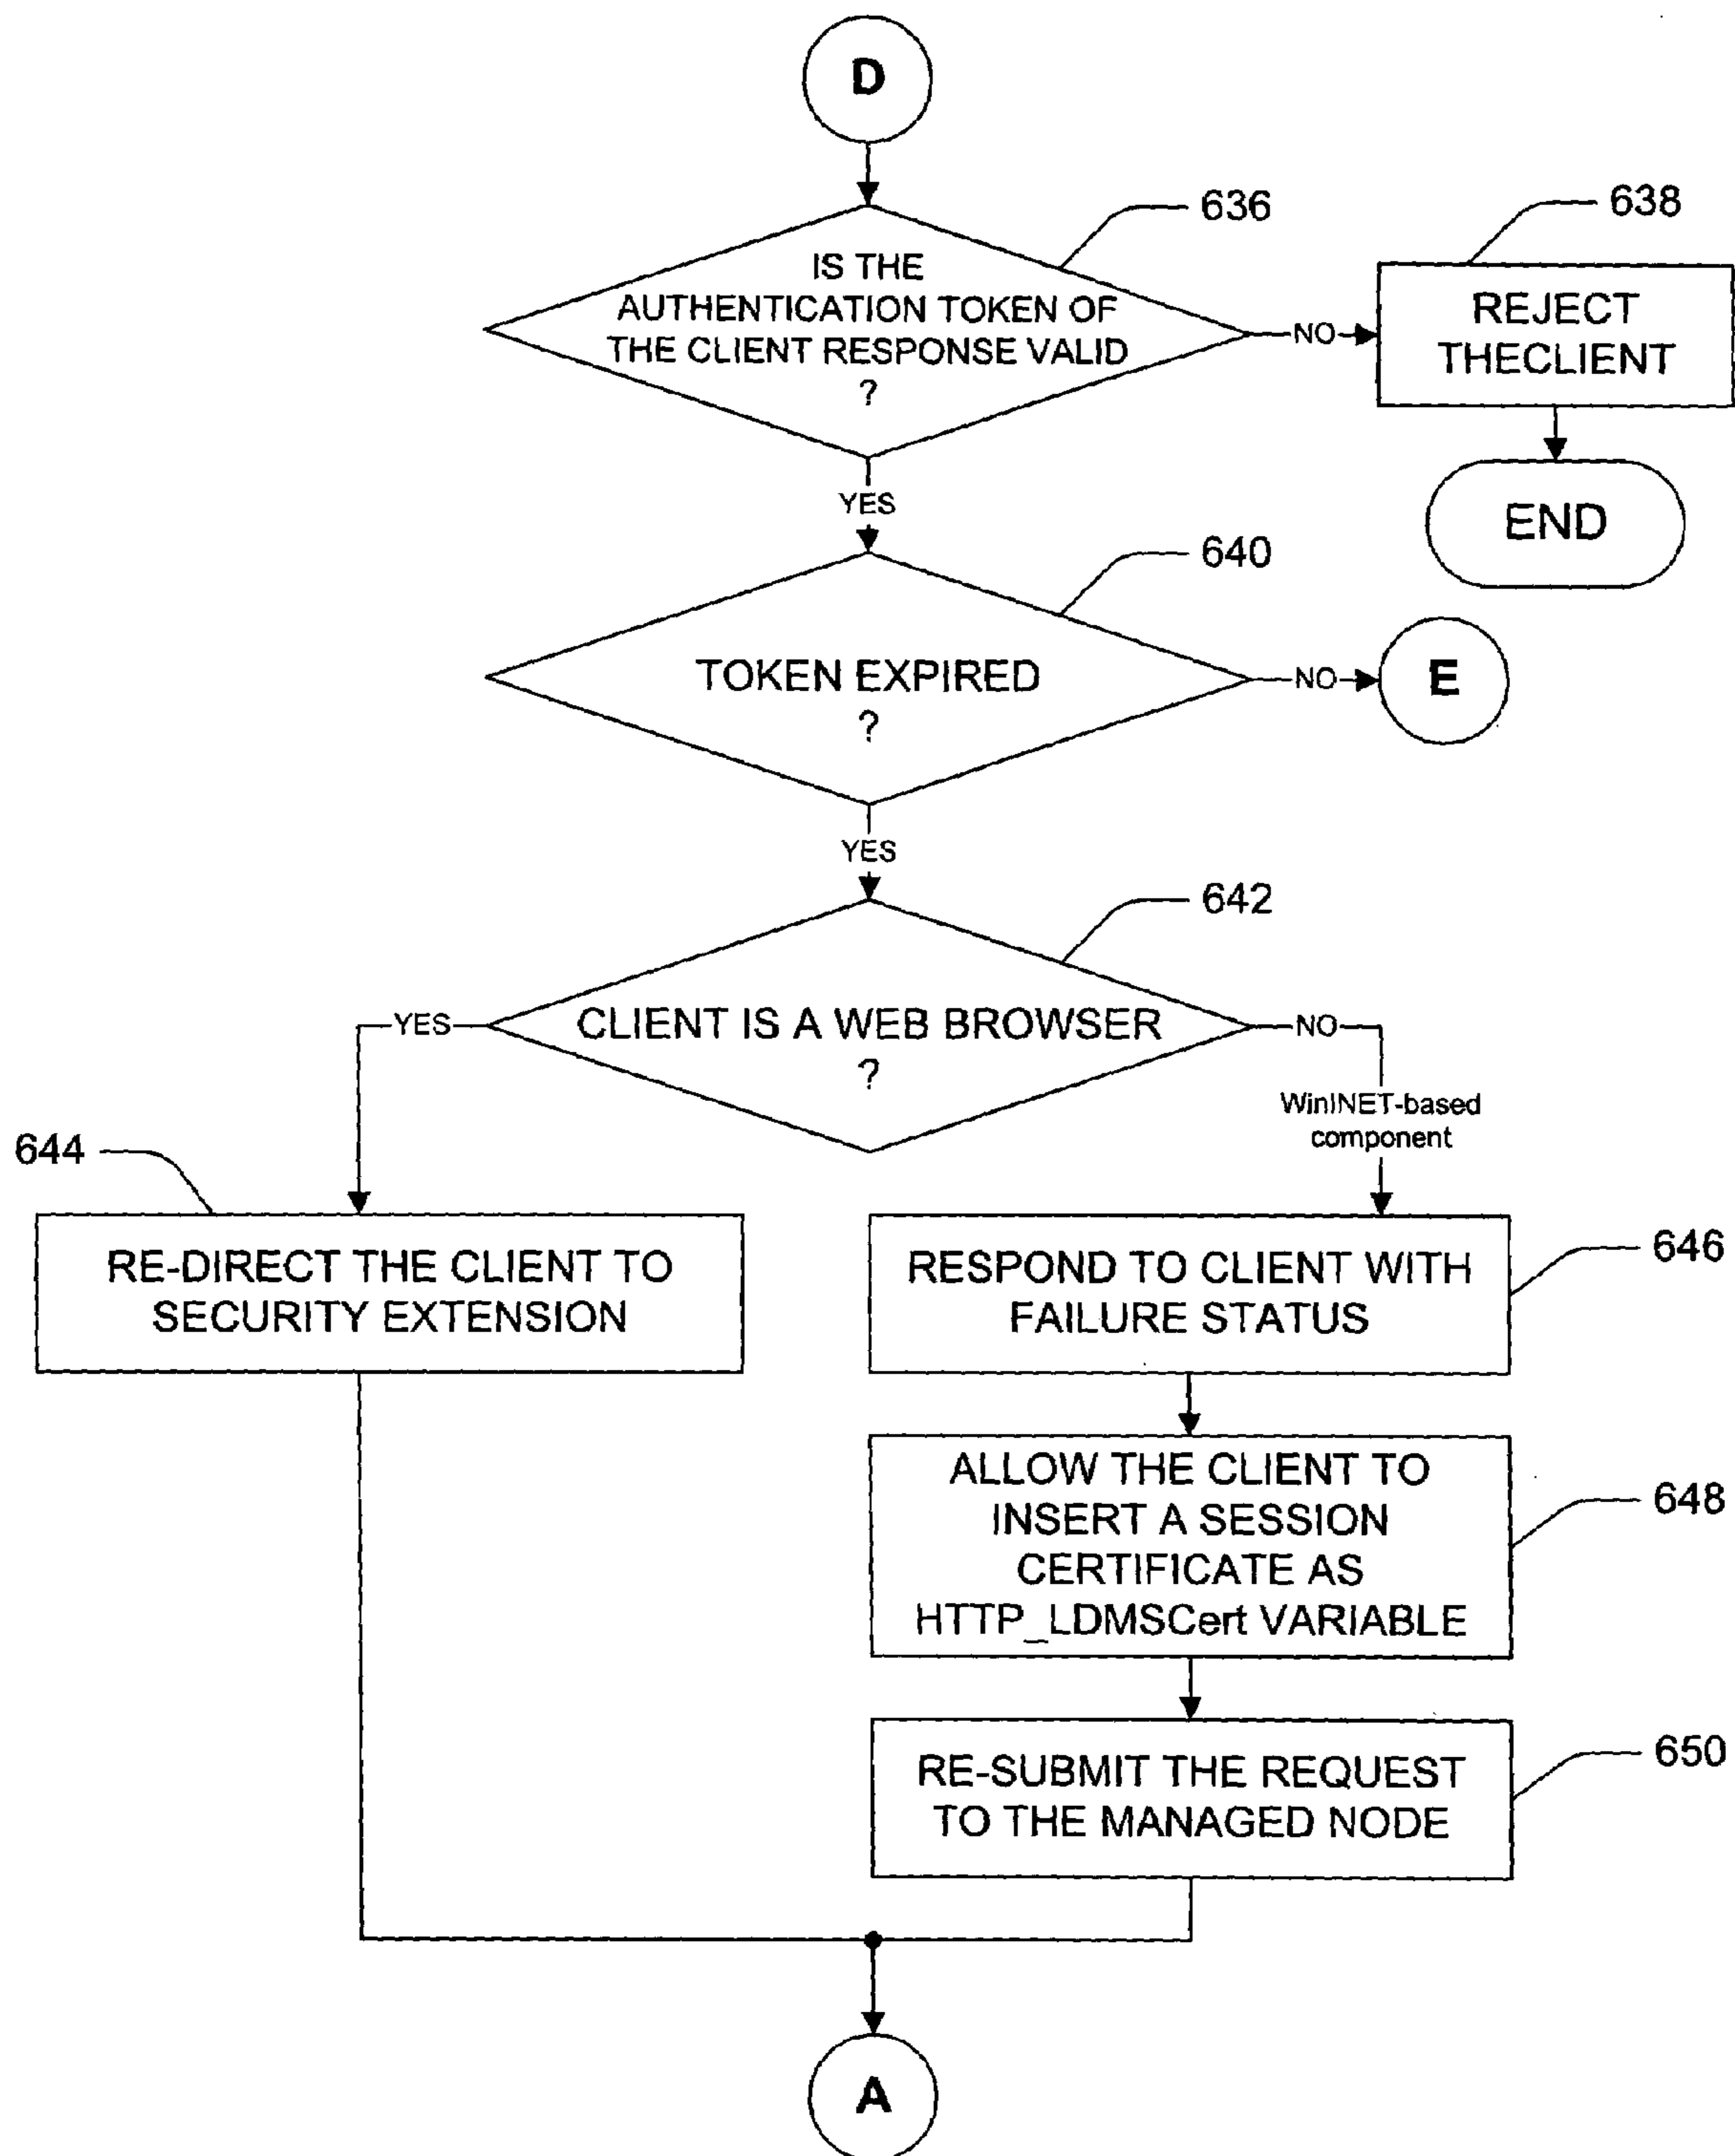 D
636
638
IS THE
AUTHENTICATION TOKEN OF
THE CLIENT RESPONSE VALID
?
NO
REJECT
THECLIENT
END
YES
640
TOKEN EXPIRED
?
NO
E
YES
642
CLIENT IS A WEB BROWSER
?
YES
NO
WinINET-based
component
644
RE-DIRECT THE CLIENT TO
SECURITY EXTENSION
646
RESPOND TO CLIENT WITH
FAILURE STATUS
648
ALLOW THE CLIENT TO
INSERT A SESSION
CERTIFICATE AS
HTTP_LDMSCert VARIABLE
650
RE-SUBMIT THE REQUEST
TO THE MANAGED NODE
A